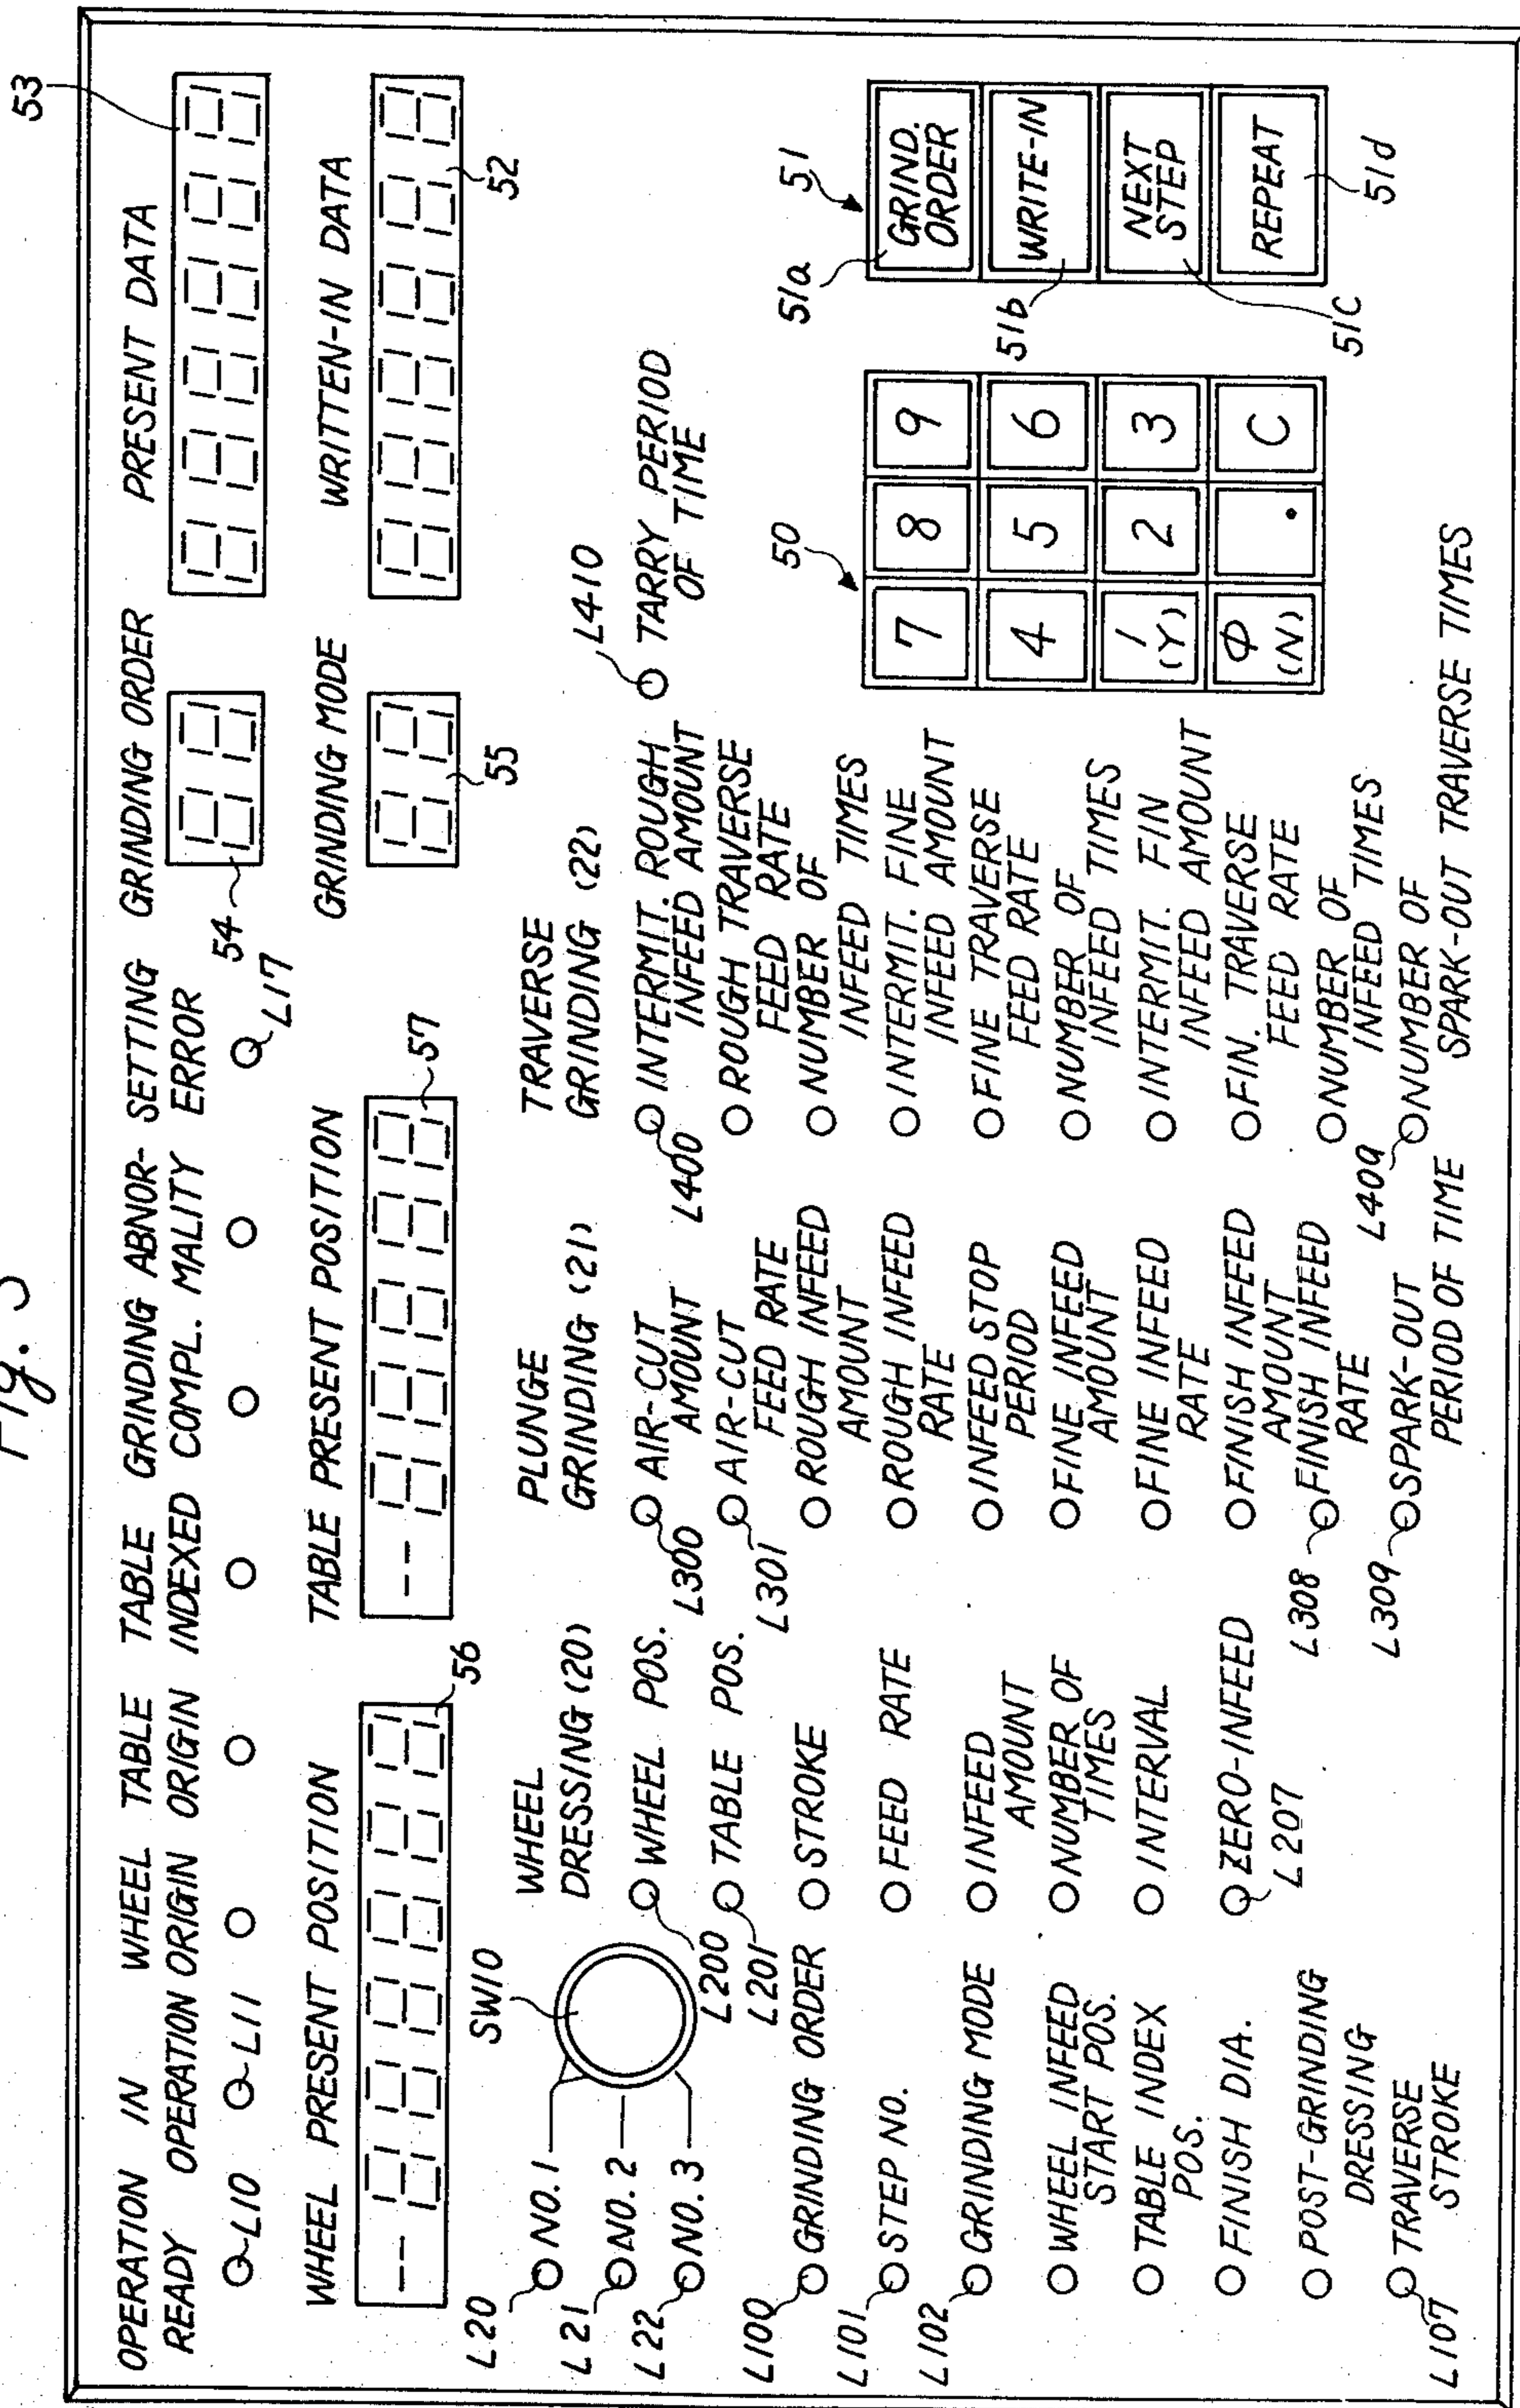 Fig. 3
OPERATION IN WHEEL TABLE TABLE GRINDING ABNOR- SETTING
READY OPERATION ORIGIN ORIGIN INDEXED COMPL. MALITY ERROR
L10 L11 L17
GRINDING ORDER
54
PRESENT DATA
53
WHEEL PRESENT POSITION
56
TABLE PRESENT POSITION
57
GRINDING MODE
55
WRITTEN-IN DATA
52
SW10
L20 NO. 1
L21 NO. 2
L22 NO. 3
L100 GRINDING ORDER
L101 STEP NO.
L102 GRINDING MODE
WHEEL INFEED
START POS.
TABLE INDEX
POS.
FINISH DIA.
POST-GRINDING
DRESSING
L107 TRAVERSE
STROKE
WHEEL
DRESSING (20)
L200 WHEEL POS.
L201 TABLE POS.
STROKE
FEED RATE
INFEED
AMOUNT
NUMBER OF
TIMES
INTERVAL
ZERO-INFEED
L207
PLUNGE
GRINDING (21)
L300 AIR-CUT
AMOUNT
L301 AIR-CUT
FEED RATE
ROUGH INFEED
AMOUNT
ROUGH INFEED
RATE
INFEED STOP
PERIOD
FINE INFEED
AMOUNT
FINE INFEED
RATE
FINISH INFEED
AMOUNT
L308 FINISH INFEED
RATE
L309 SPARK-OUT
PERIOD OF TIME
TRAVERSE
GRINDING (22)
L400 INTERMIT. ROUGH
INFEED AMOUNT
ROUGH TRAVERSE
FEED RATE
NUMBER OF
INFEED TIMES
INTERMIT. FINE
INFEED AMOUNT
FINE TRAVERSE
FEED RATE
NUMBER OF
INFEED TIMES
INTERMIT. FIN
INFEED AMOUNT
FIN. TRAVERSE
FEED RATE
NUMBER OF
INFEED TIMES
L409 NUMBER OF
SPARK-OUT TRAVERSE TIMES
L410
TARRY PERIOD
OF TIME
50
7 8 9
4 5 6
1 2 3
(Y)
Φ . C
(N)
51
51a GRIND.
ORDER
51b WRITE-IN
51C NEXT
STEP
51d REPEAT